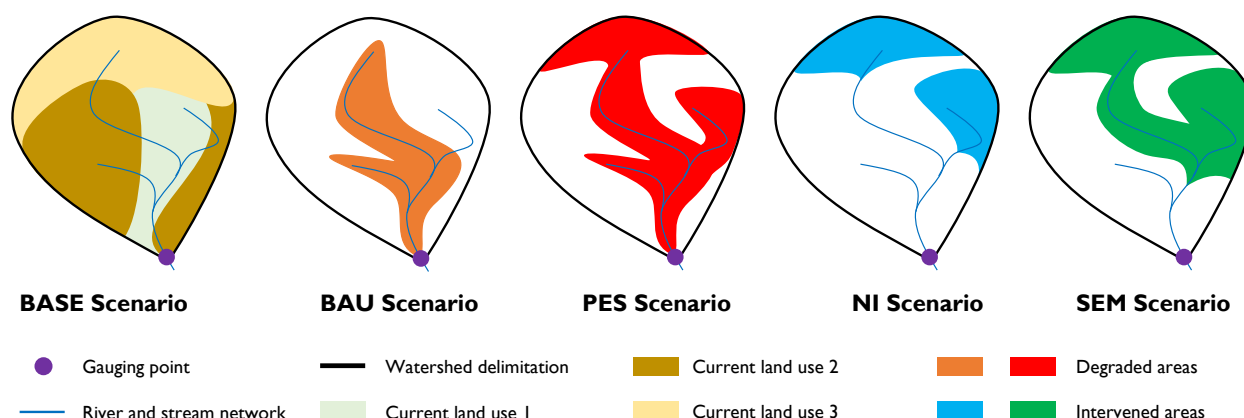 BASE Scenario
BAU Scenario
PES Scenario
NI Scenario
SEM Scenario
Gauging point
Watershed delimitation
Current land use 2
Degraded areas
River and stream network
Current land use 1
Current land use 3
Intervened areas